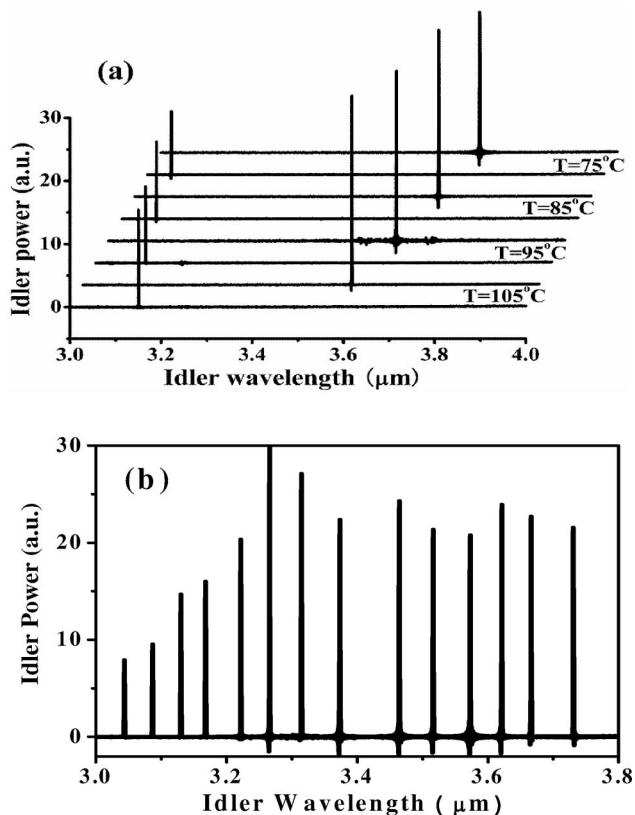 (a)
Idler power (a.u.)
30
20
10
0
T=75°C
T=85°C
T=95°C
T=105°C
3.0 3.2 3.4 3.6 3.8 4.0
Idler wavelength (μm)
(b)
Idler Power (a.u.)
30
20
10
0
3.0 3.2 3.4 3.6 3.8
Idler Wavelength (μm)